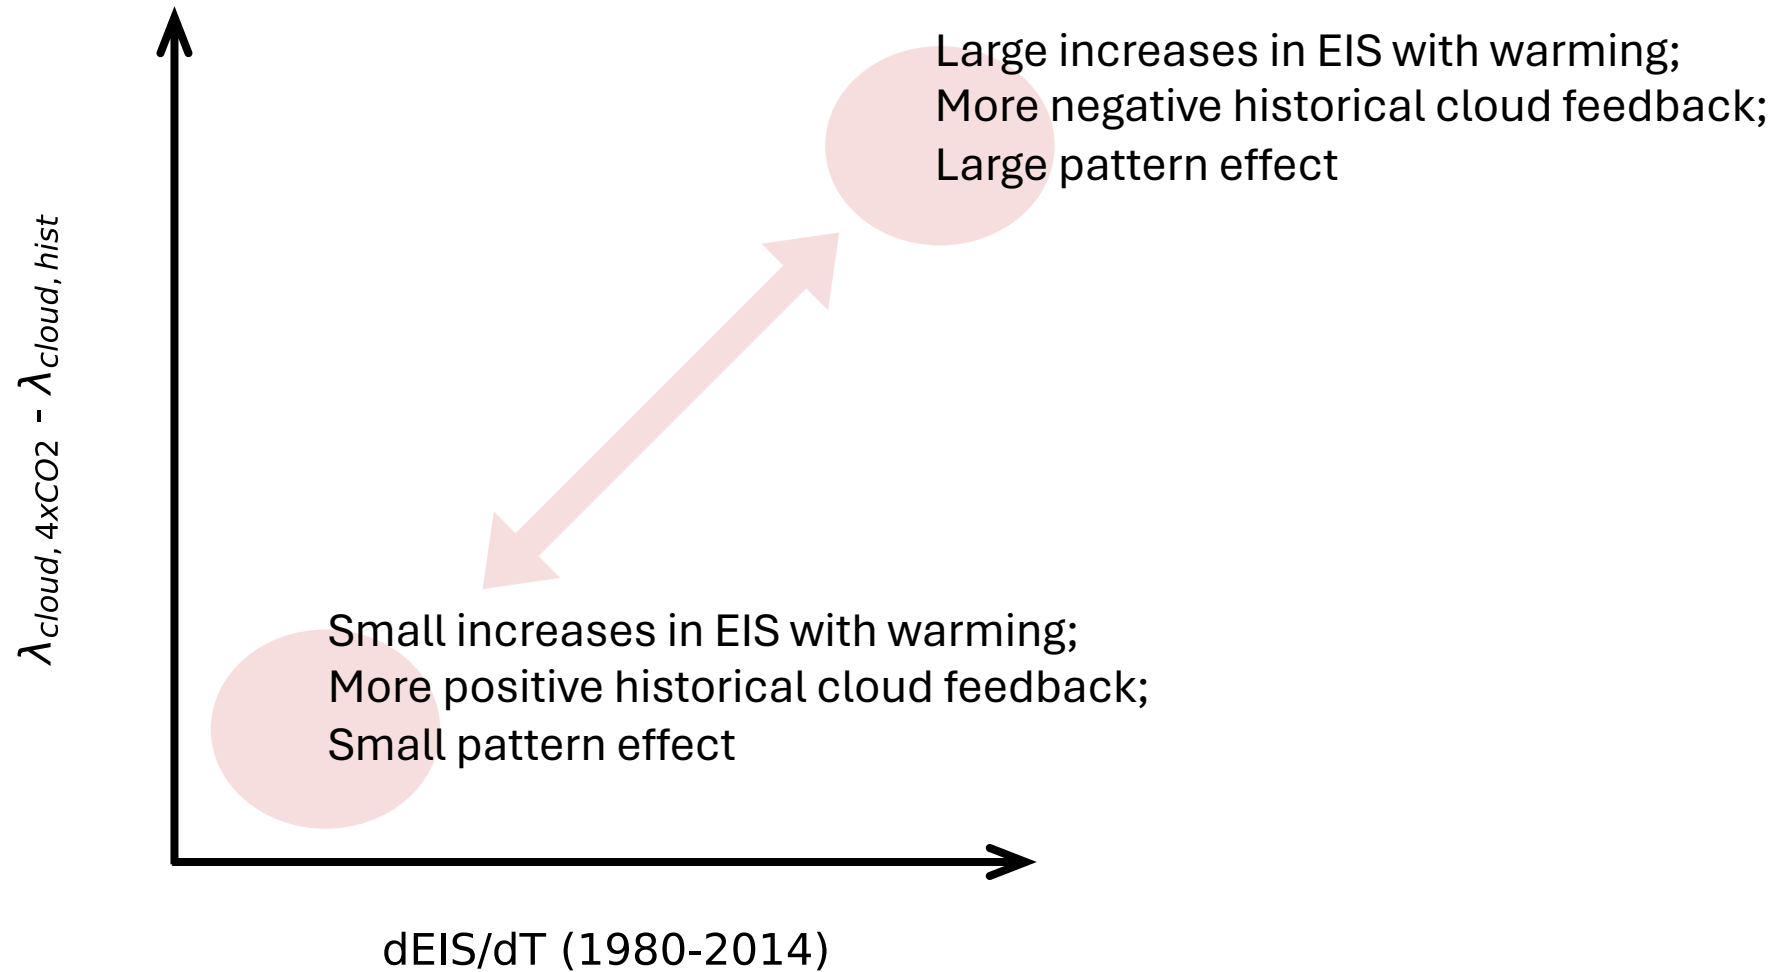 Large increases in EIS with warming;
More negative historical cloud feedback;
Large pattern effect
λcloud, 4xCO2 - λcloud, hist
Small increases in EIS with warming;
More positive historical cloud feedback;
Small pattern effect
dEIS/dT (1980-2014)